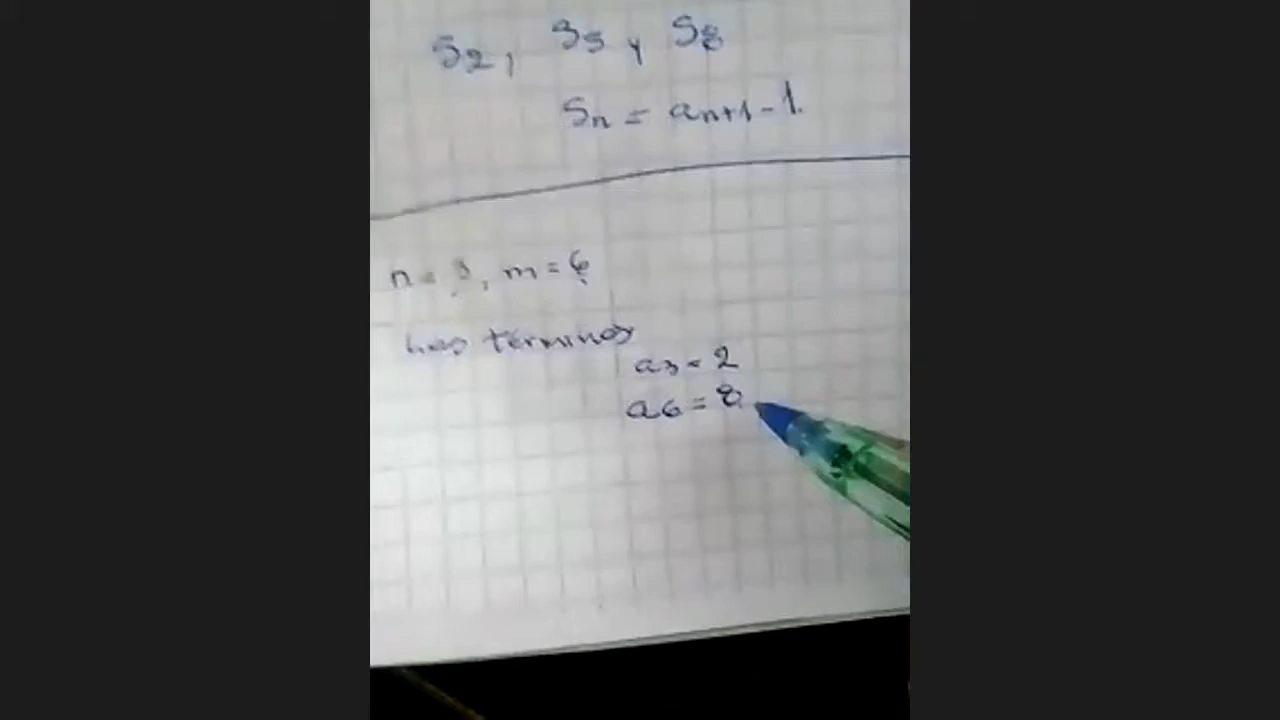 S2, S5 y S8
Sn = an+1 - 1.
n = 3, m = 6
Los términos
a3 = 2
a6 = 8